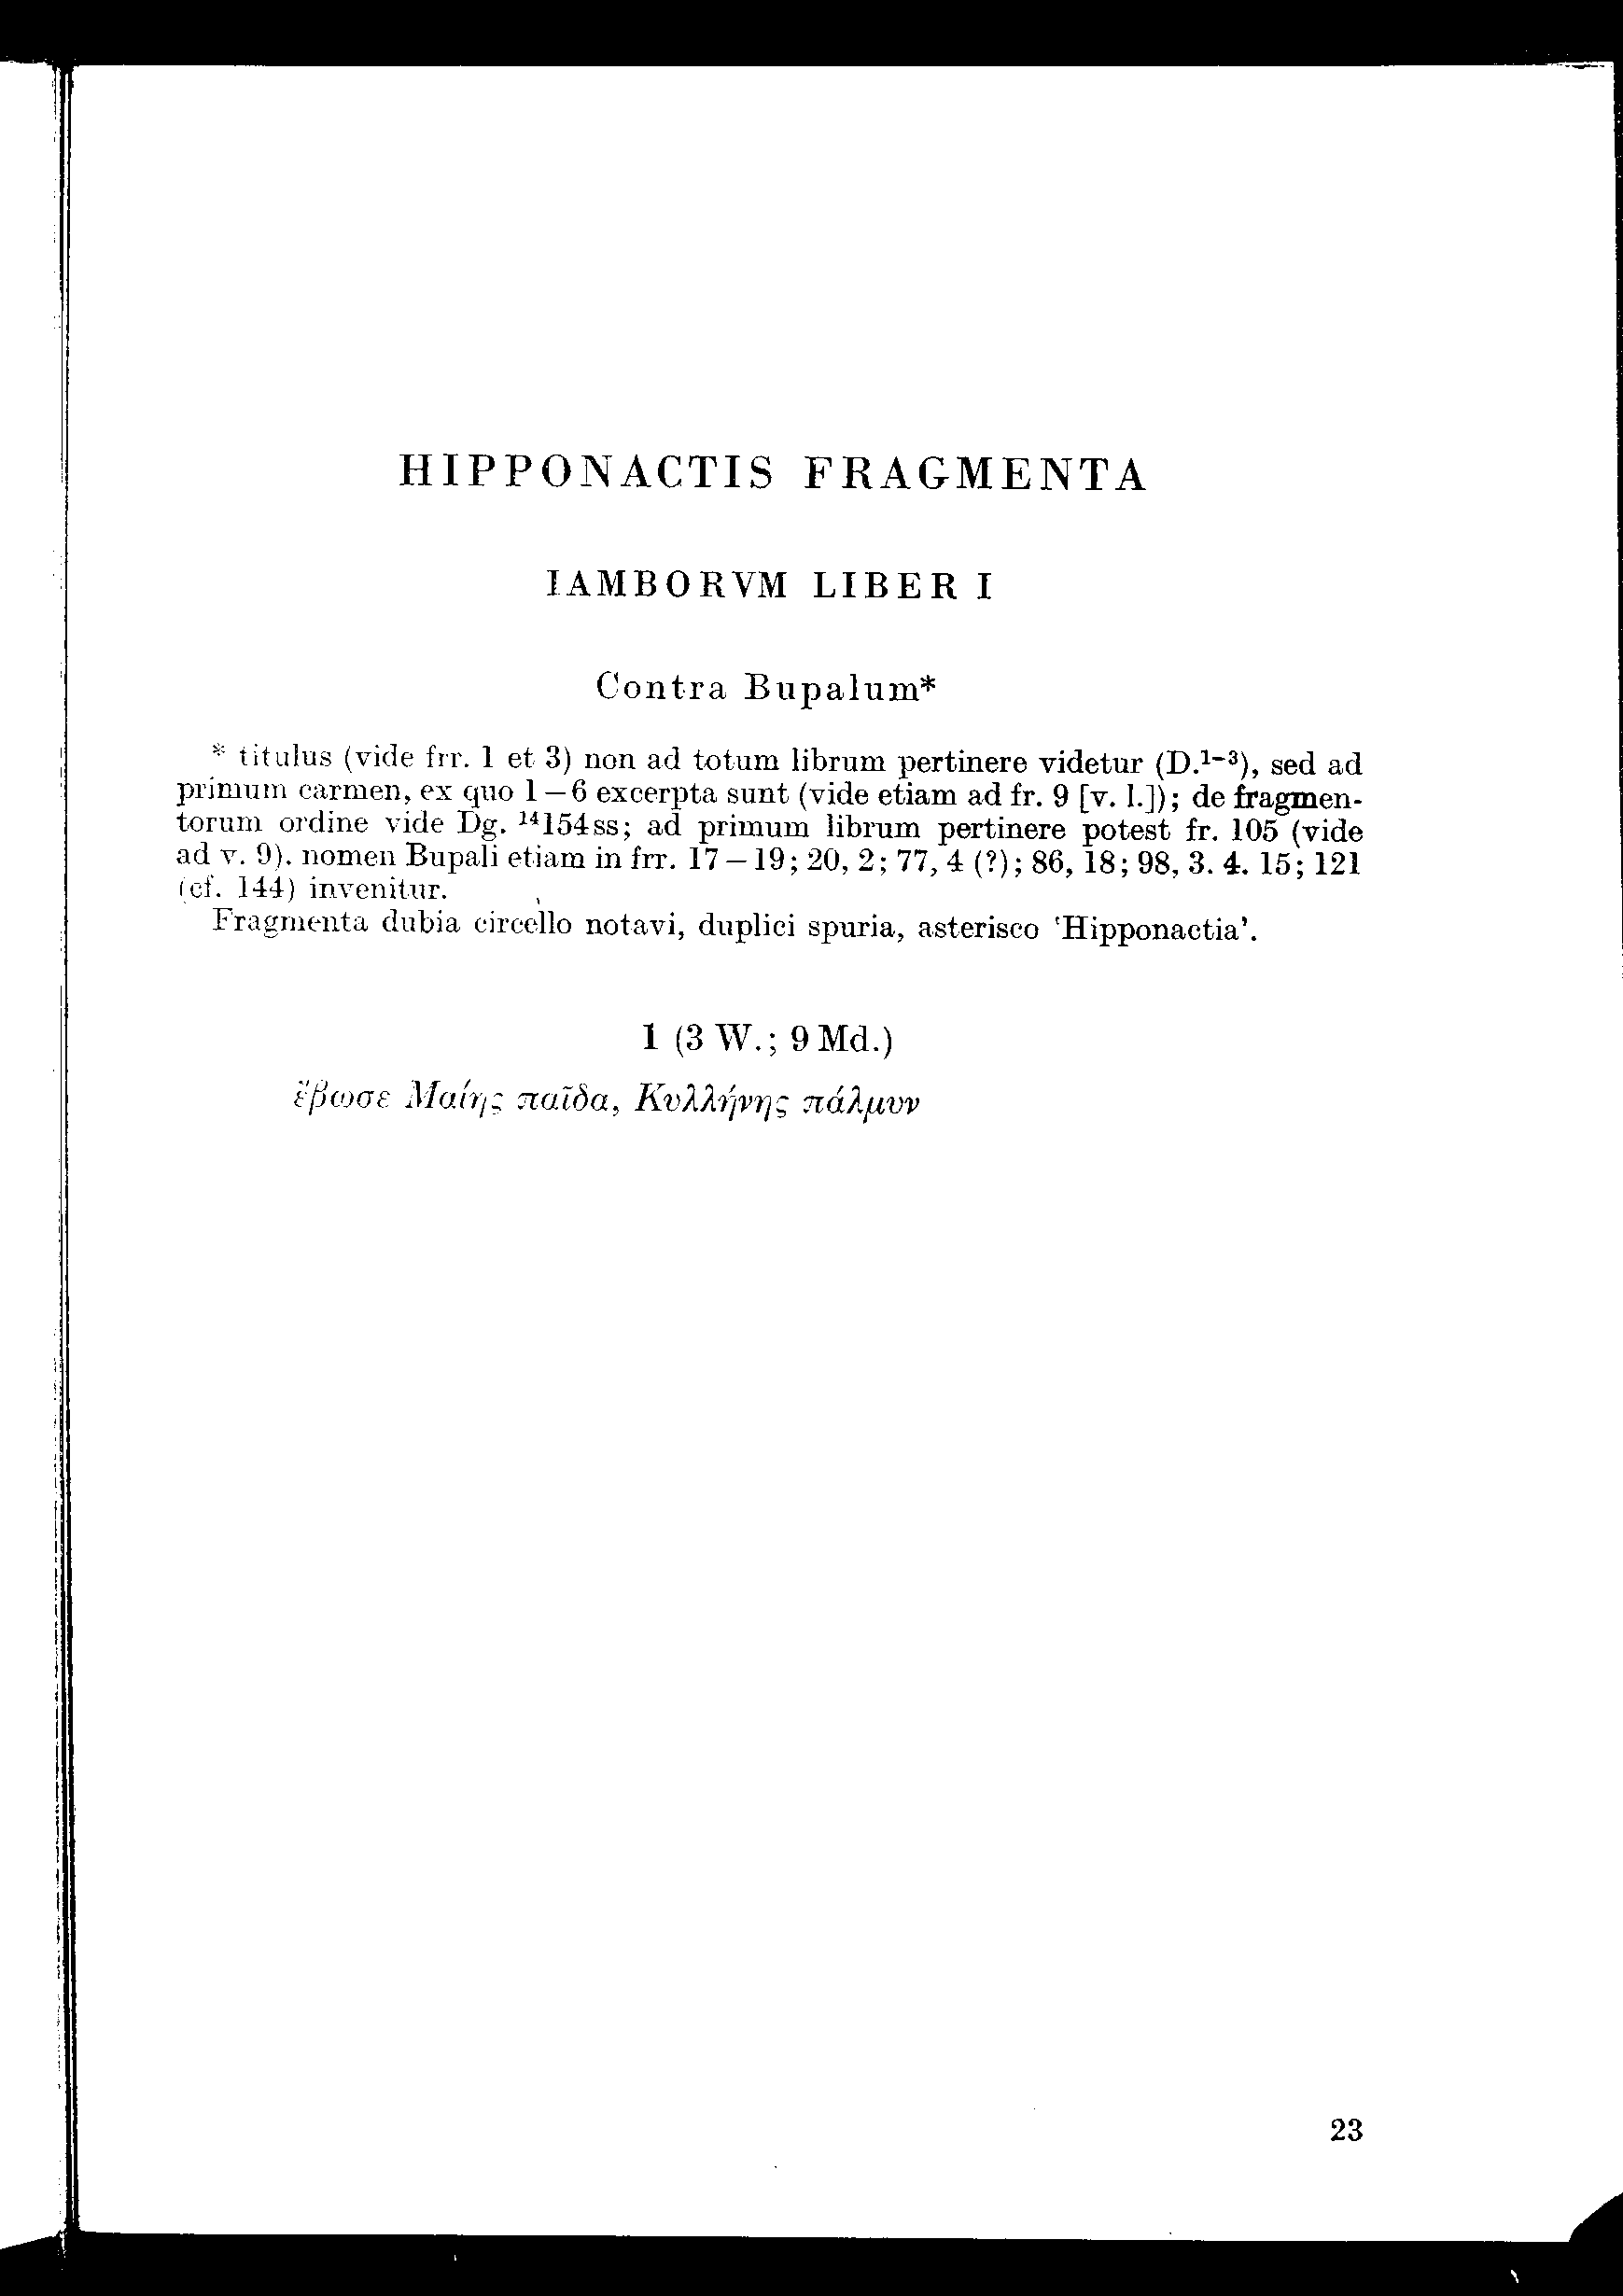 HIPPONACTIS FRAGMENTA
IAMBORVM LIBER I
Contra Bupalum*
* titulus (vide frr. 1 et 3) non ad totum librum pertinere videtur (D.¹⁻³), sed ad
primum carmen, ex quo 1–6 excerpta sunt (vide etiam ad fr. 9 [v. l.]); de fragmen-
torum ordine vide Dg. ¹⁴154ss; ad primum librum pertinere potest fr. 105 (vide
ad v. 9). nomen Bupali etiam in frr. 17–19; 20, 2; 77, 4 (?); 86, 18; 98, 3. 4. 15; 121
(cf. 144) invenitur.
Fragmenta dubia circello notavi, duplici spuria, asterisco ‘Hipponactia’.
1 (3 W.; 9 Md.)
ἔβωσε Μαίης παῖδα, Κυλλήνης πάλμυν
23